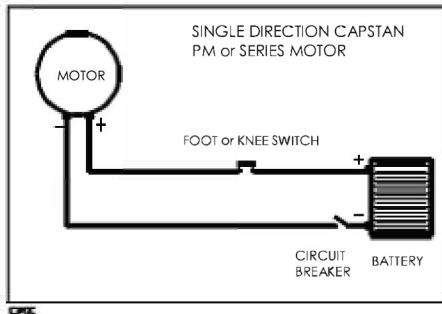 SINGLE DIRECTION CAPSTAN
PM or SERIES MOTOR
MOTOR
– +
FOOT or KNEE SWITCH
+
–
CIRCUIT
BREAKER
BATTERY